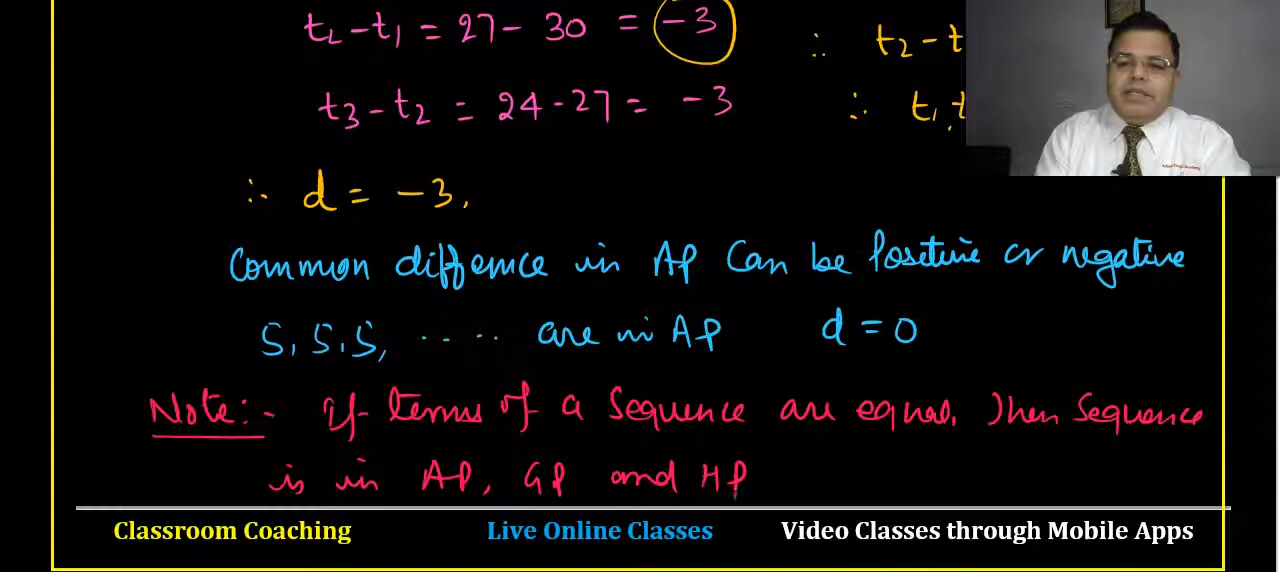 t2 - t1 = 27 - 30 = -3 ∴ t2 - t
t3 - t2 = 24 - 27 = -3 ∴ t1, t
∴ d = -3.
Common difference in AP can be positive or negative
5, 5, 5, ..... are in AP d = 0
Note:- If terms of a sequence are equal, then sequence
is in AP, GP and HP
Classroom Coaching Live Online Classes Video Classes through Mobile Apps